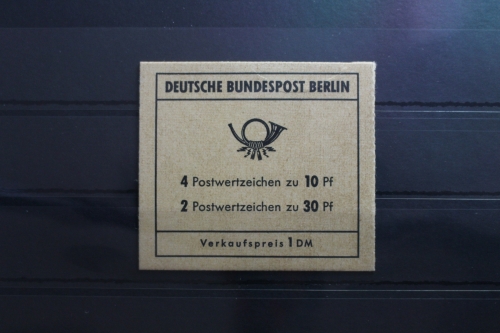 DEUTSCHE BUNDESPOST BERLIN
4 Postwertzeichen zu 10 Pf
2 Postwertzeichen zu 30 Pf
Verkaufspreis 1 DM